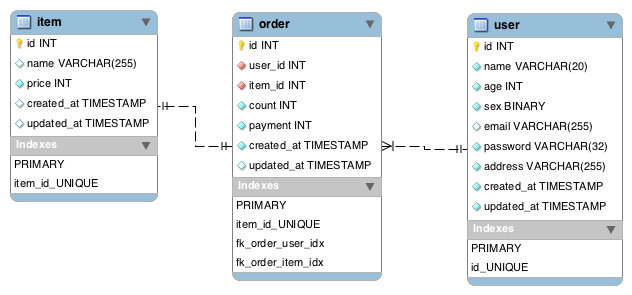 item
id INT
name VARCHAR(255)
price INT
created_at TIMESTAMP
updated_at TIMESTAMP
Indexes
PRIMARY
item_id_UNIQUE
order
id INT
user_id INT
item_id INT
count INT
payment INT
created_at TIMESTAMP
updated_at TIMESTAMP
Indexes
PRIMARY
item_id_UNIQUE
fk_order_user_idx
fk_order_item_idx
user
id INT
name VARCHAR(20)
age INT
sex BINARY
email VARCHAR(255)
password VARCHAR(32)
address VARCHAR(255)
created_at TIMESTAMP
updated_at TIMESTAMP
Indexes
PRIMARY
id_UNIQUE